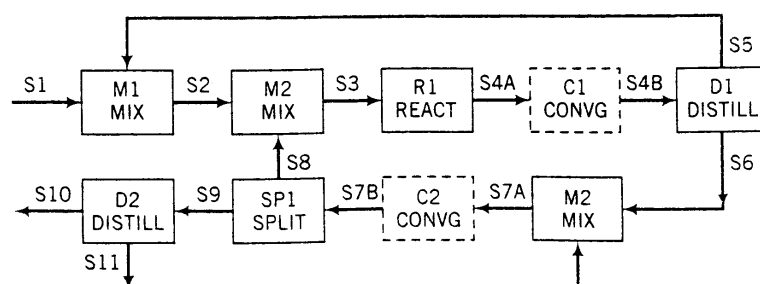 S5
S1
M1
MIX
S2
M2
MIX
S3
R1
REACT
S4A
C1
CONVG
S4B
D1
DISTILL
S8
S6
S10
D2
DISTILL
S9
SP1
SPLIT
S7B
C2
CONVG
S7A
M2
MIX
S11